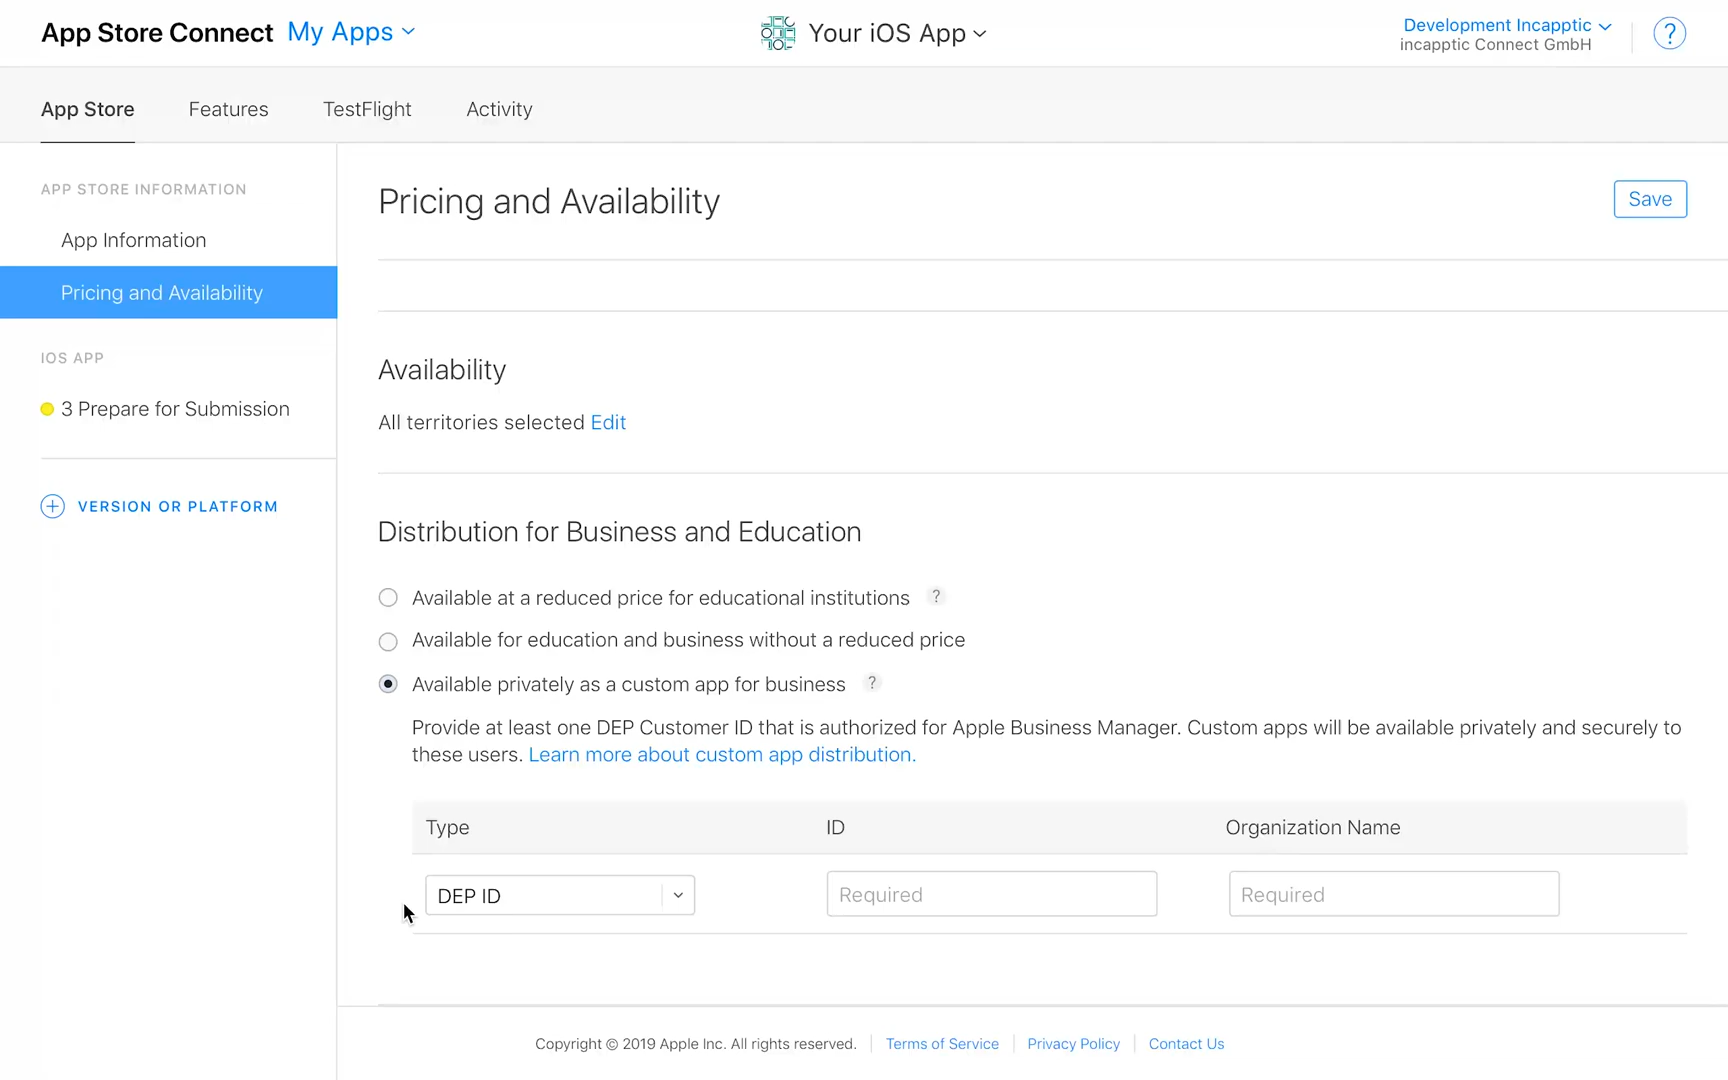 App Store Connect My Apps
Your iOS App
Development Incapptic
incapptic Connect GmbH
?
App Store Features TestFlight Activity
APP STORE INFORMATION
App Information
Pricing and Availability
IOS APP
3 Prepare for Submission
VERSION OR PLATFORM
Pricing and Availability
Save
Availability
All territories selected Edit
Distribution for Business and Education
Available at a reduced price for educational institutions ?
Available for education and business without a reduced price
Available privately as a custom app for business ?
Provide at least one DEP Customer ID that is authorized for Apple Business Manager. Custom apps will be available privately and securely to
these users. Learn more about custom app distribution.
Type ID Organization Name
DEP ID Required Required
Copyright © 2019 Apple Inc. All rights reserved. Terms of Service Privacy Policy Contact Us